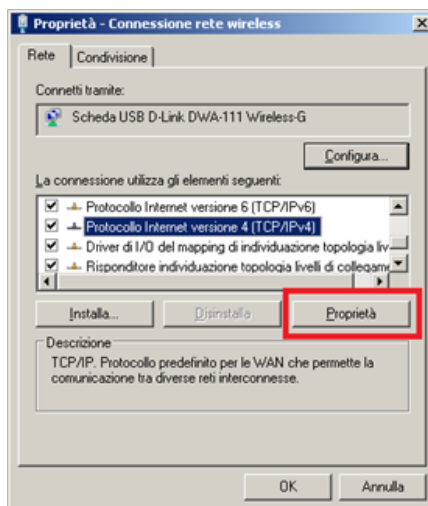 Proprietà - Connessione rete wireless
Rete Condivisione
Connetti tramite:
Scheda USB D-Link DWA-111 Wireless-G
Configura...
La connessione utilizza gli elementi seguenti:
Protocollo Internet versione 6 (TCP/IPv6)
Protocollo Internet versione 4 (TCP/IPv4)
Driver di I/O del mapping di individuazione topologia liv
Risponditore individuazione topologia livelli di collegame
Installa... Disinstalla Proprietà
Descrizione
TCP/IP. Protocollo predefinito per le WAN che permette la
comunicazione tra diverse reti interconnesse.
OK Annulla